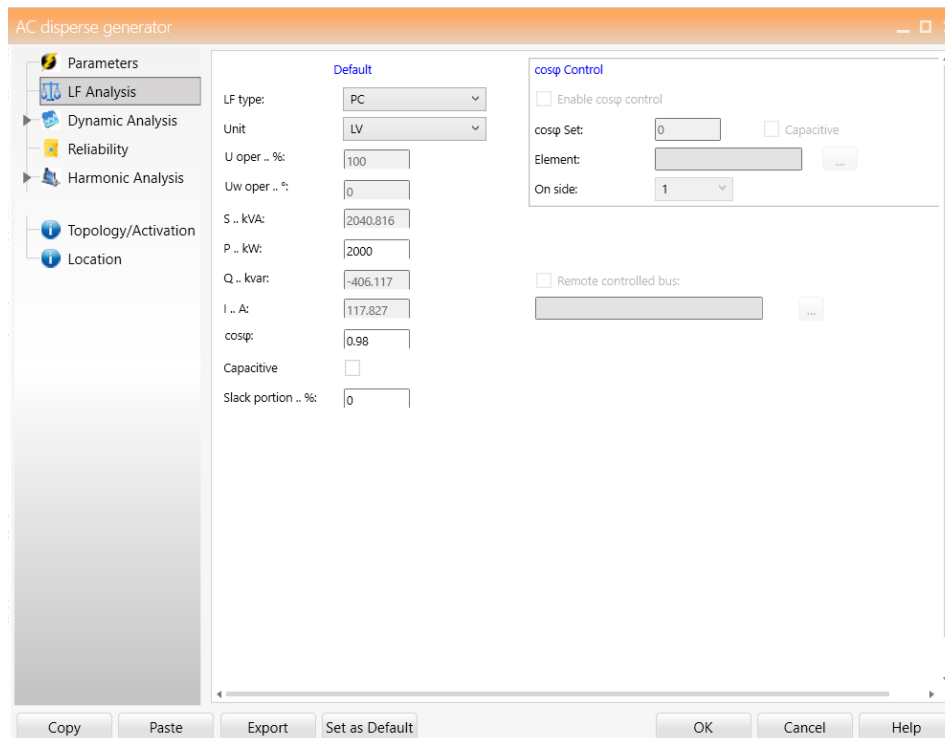 AC disperse generator
Parameters
LF Analysis
Dynamic Analysis
Reliability
Harmonic Analysis
Topology/Activation
Location
Default
LF type: PC
Unit LV
U oper .. %: 100
Uw oper .. °: 0
S .. kVA: 2040.816
P .. kW: 2000
Q .. kvar: -406.117
I .. A: 117.827
cosφ: 0.98
Capacitive
Slack portion .. %: 0
cosφ Control
Enable cosφ control
cosφ Set: 0 Capacitive
Element: ...
On side: 1
Remote controlled bus:
...
Copy Paste Export Set as Default OK Cancel Help